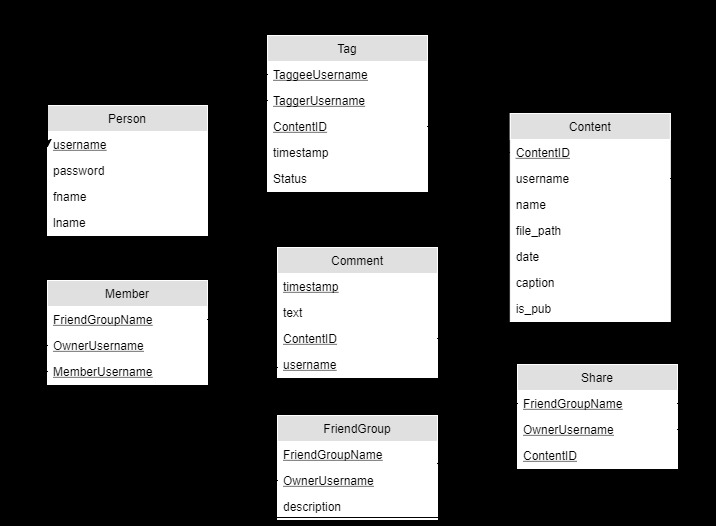 Person
username
password
fname
lname
Member
FriendGroupName
OwnerUsername
MemberUsername
Tag
TaggeeUsername
TaggerUsername
ContentID
timestamp
Status
Comment
timestamp
text
ContentID
username
FriendGroup
FriendGroupName
OwnerUsername
description
Content
ContentID
username
name
file_path
date
caption
is_pub
Share
FriendGroupName
OwnerUsername
ContentID